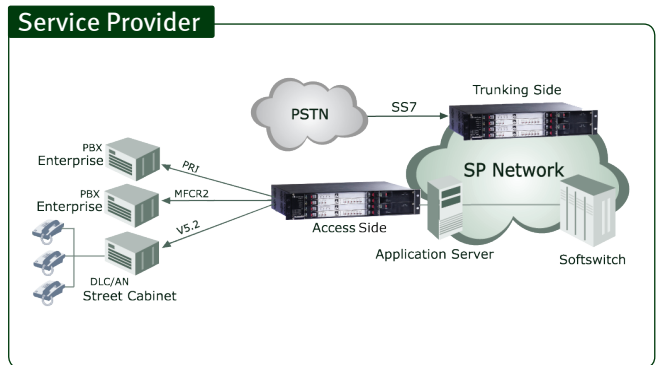 Service Provider
Trunking Side
PSTN
SS7
SP Network
PBX
Enterprise
PRI
PBX
Enterprise
MFCR2
V5.2
Access Side
Application Server
Softswitch
DLC/AN
Street Cabinet